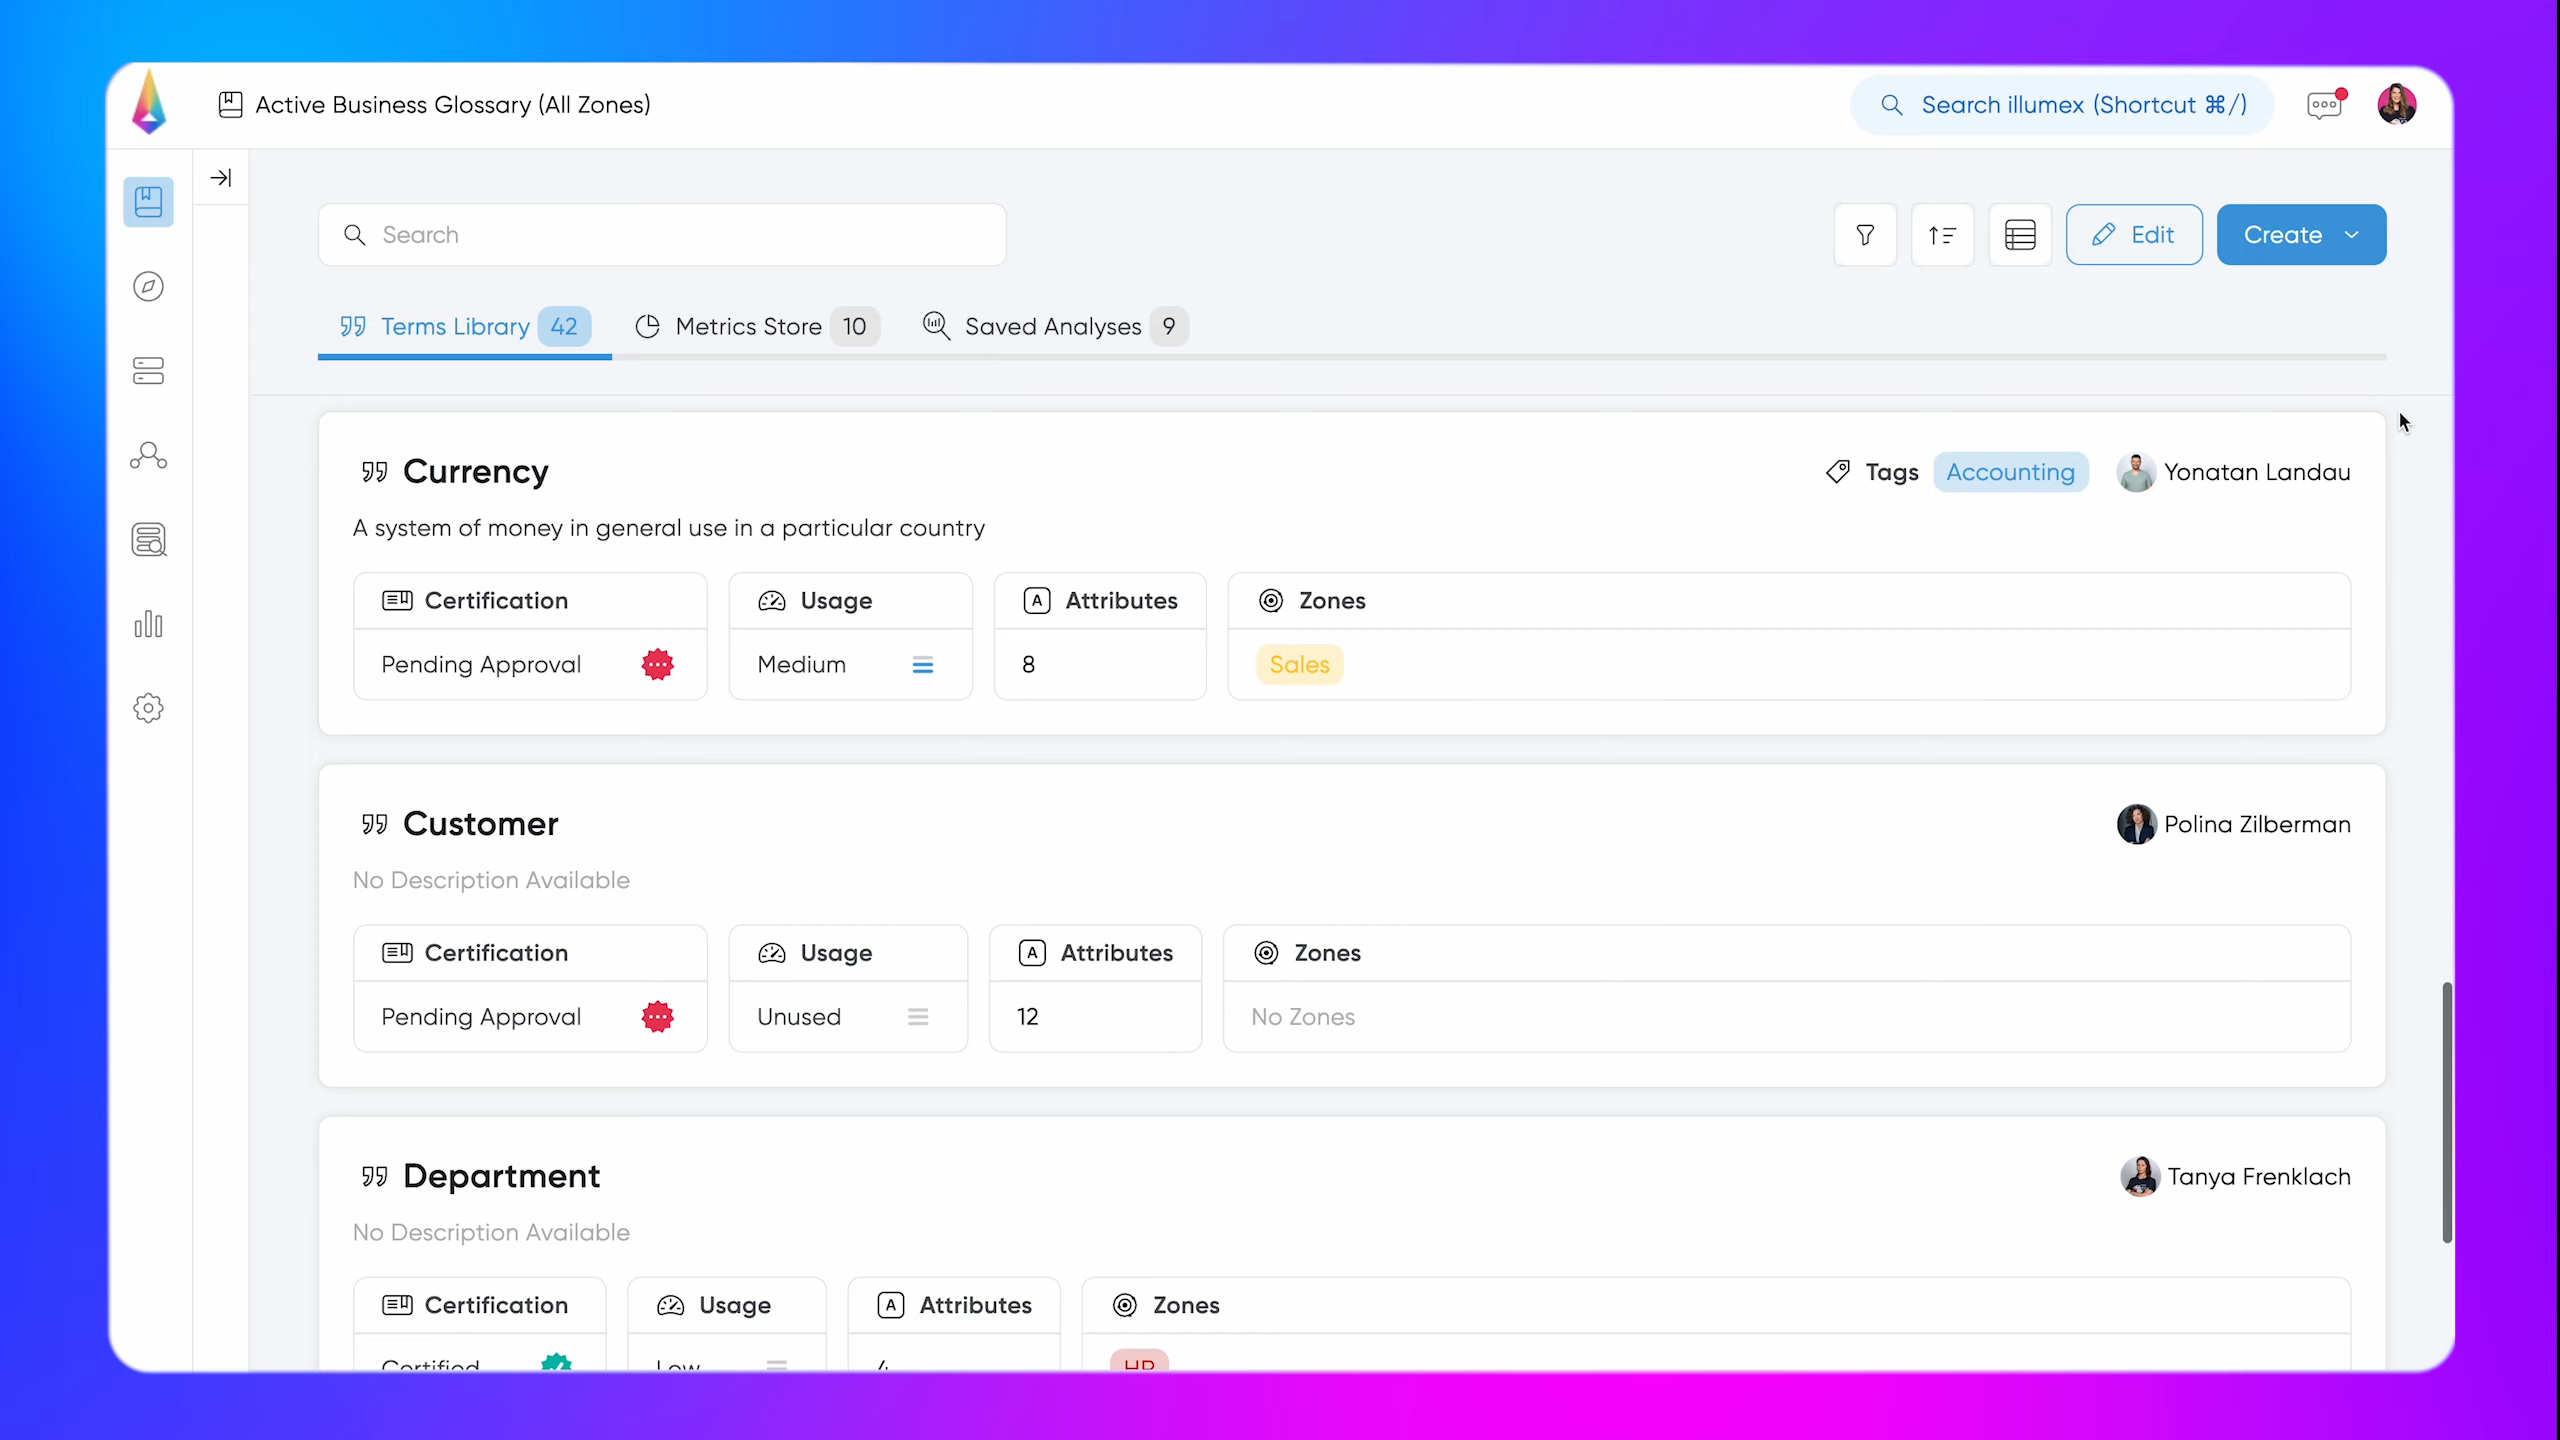 Active Business Glossary (All Zones)
Search illumex (Shortcut ⌘/)
Search
Edit
Create
Terms Library 42
Metrics Store 10
Saved Analyses 9
Currency
Tags Accounting Yonatan Landau
A system of money in general use in a particular country
Certification Usage A Attributes Zones
Pending Approval Medium 8 Sales
Customer
Polina Zilberman
No Description Available
Certification Usage A Attributes Zones
Pending Approval Unused 12 No Zones
Department
Tanya Frenklach
No Description Available
Certification Usage A Attributes Zones
Certified Low 4 HR